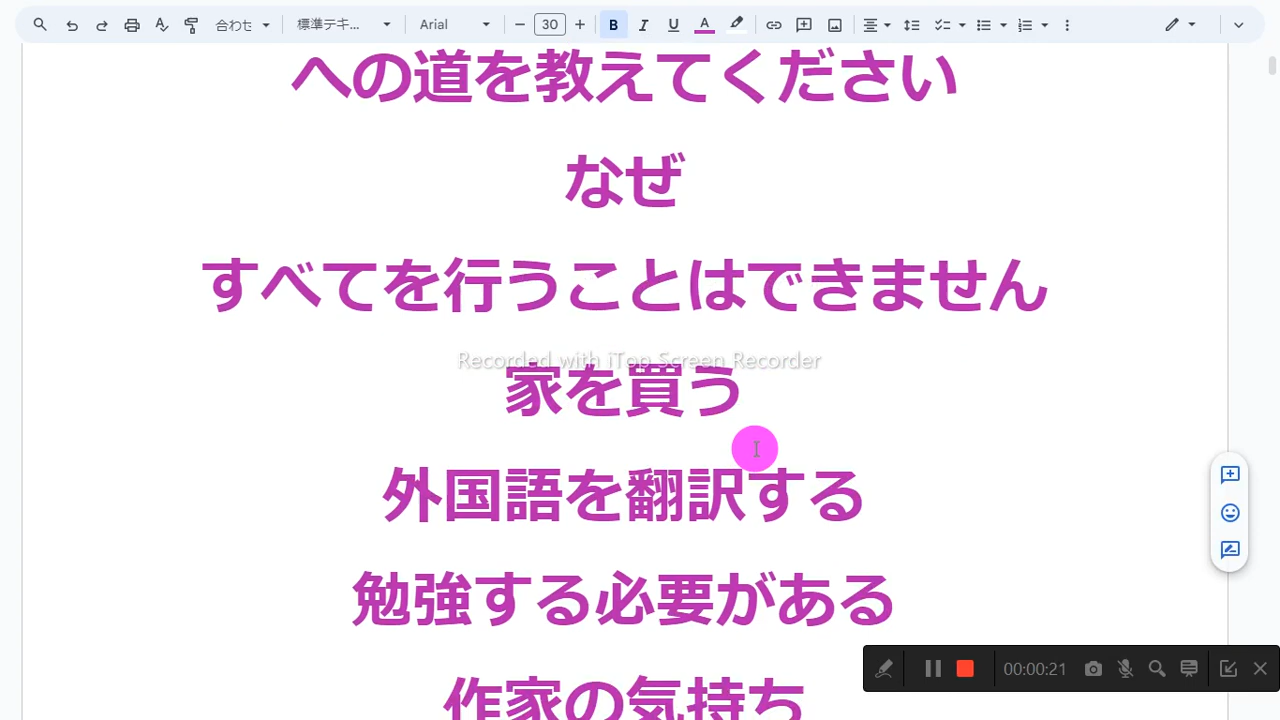 合わせ 標準テキ... Arial 30 B I U A
への道を教えてください
なぜ
すべてを行うことはできません
Recorded with iTop Screen Recorder
家を買う
外国語を翻訳する
勉強する必要がある
00:00:21
作家の気持ち